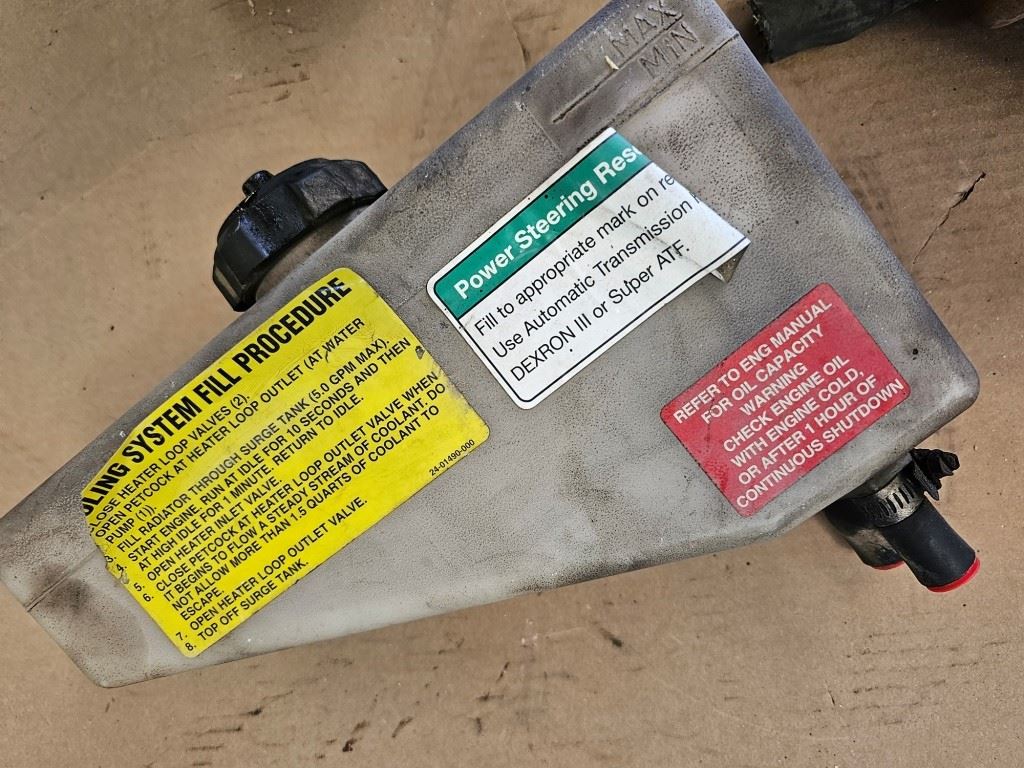 MAX
MIN
Power Steering Res
Fill to appropriate mark on re
Use Automatic Transmission
DEXRON III or Super ATF.
LING SYSTEM FILL PROCEDURE
LOSE HEATER LOOP VALVES (2).
OPEN PETCOCK AT HEATER LOOP OUTLET (AT WATER
PUMP (1)).
3. FILL RADIATOR THROUGH SURGE TANK (5.0 GPM MAX).
4. START ENGINE. RUN AT IDLE FOR 10 SECONDS AND THEN
AT HIGH IDLE FOR 1 MINUTE. RETURN TO IDLE.
5. OPEN HEATER INLET VALVE.
6. CLOSE PETCOCK AT HEATER LOOP OUTLET VALVE WHEN
IT BEGINS TO FLOW A STEADY STREAM OF COOLANT. DO
NOT ALLOW MORE THAN 1.5 QUARTS OF COOLANT TO
ESCAPE.
7. OPEN HEATER LOOP OUTLET VALVE.
8. TOP OFF SURGE TANK.
24-01490-000
REFER TO ENG MANUAL
FOR OIL CAPACITY
WARNING
CHECK ENGINE OIL
WITH ENGINE COLD,
OR AFTER 1 HOUR OF
CONTINUOUS SHUTDOWN